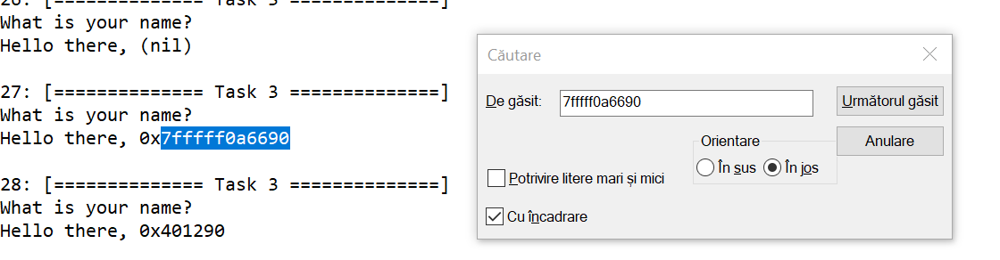 26: [============== Task 3 ==============]
What is your name?
Hello there, (nil)
27: [============== Task 3 ==============]
What is your name?
Hello there, 0x7fffff0a6690
28: [============== Task 3 ==============]
What is your name?
Hello there, 0x401290
Căutare
De găsit:
7fffff0a6690
Următorul găsit
Orientare
Anulare
În sus
În jos
Potrivire litere mari și mici
Cu încadrare